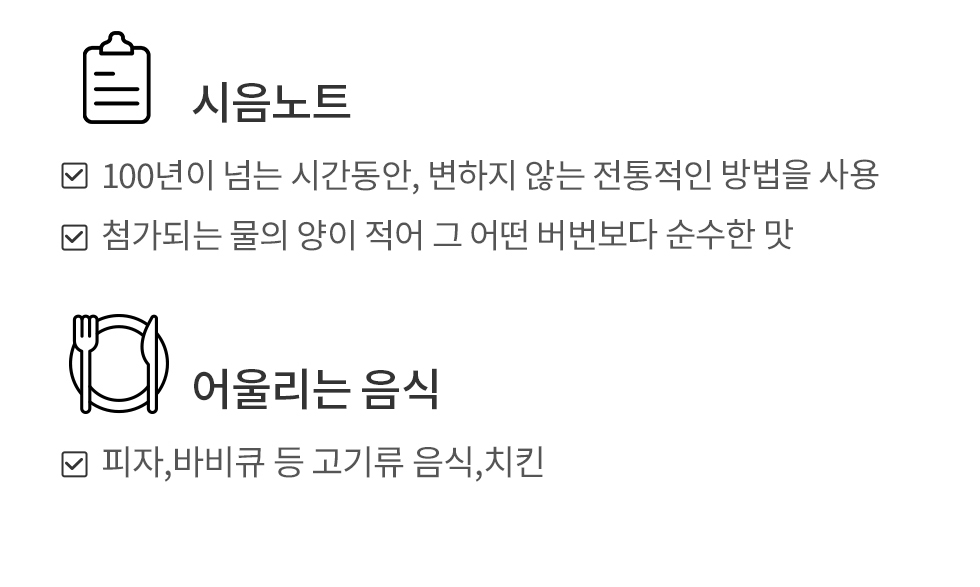 시음노트
100년이 넘는 시간동안, 변하지 않는 전통적인 방법을 사용
첨가되는 물의 양이 적어 그 어떤 버번보다 순수한 맛
어울리는 음식
피자,바비큐 등 고기류 음식,치킨